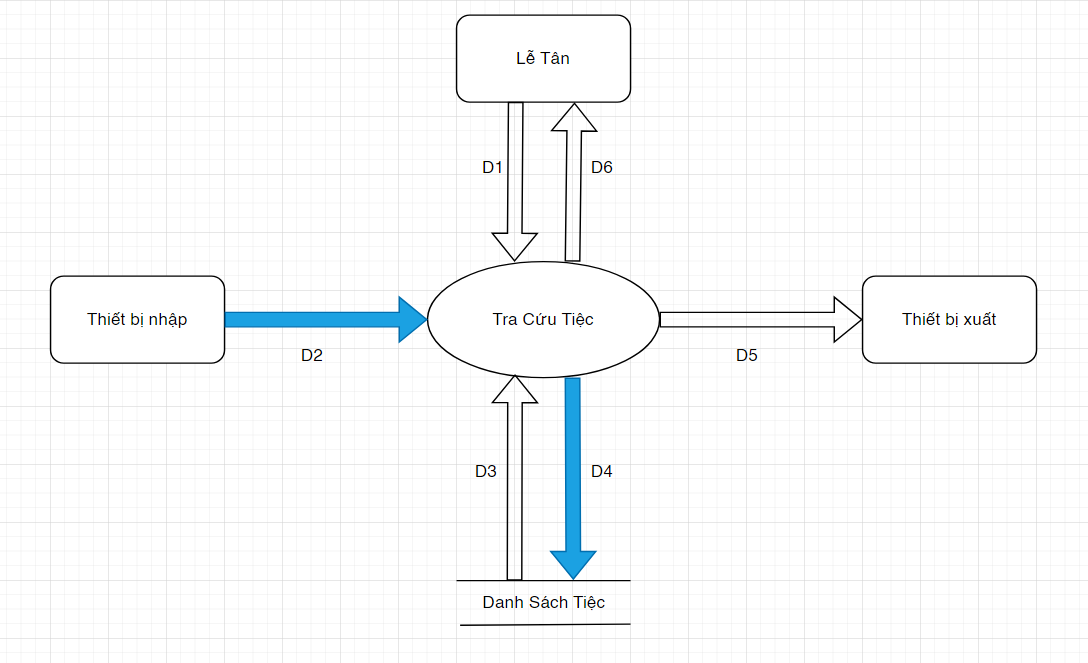 Lễ Tân
D1
D6
Thiết bị nhập
Tra Cứu Tiệc
Thiết bị xuất
D2
D5
D3
D4
Danh Sách Tiệc